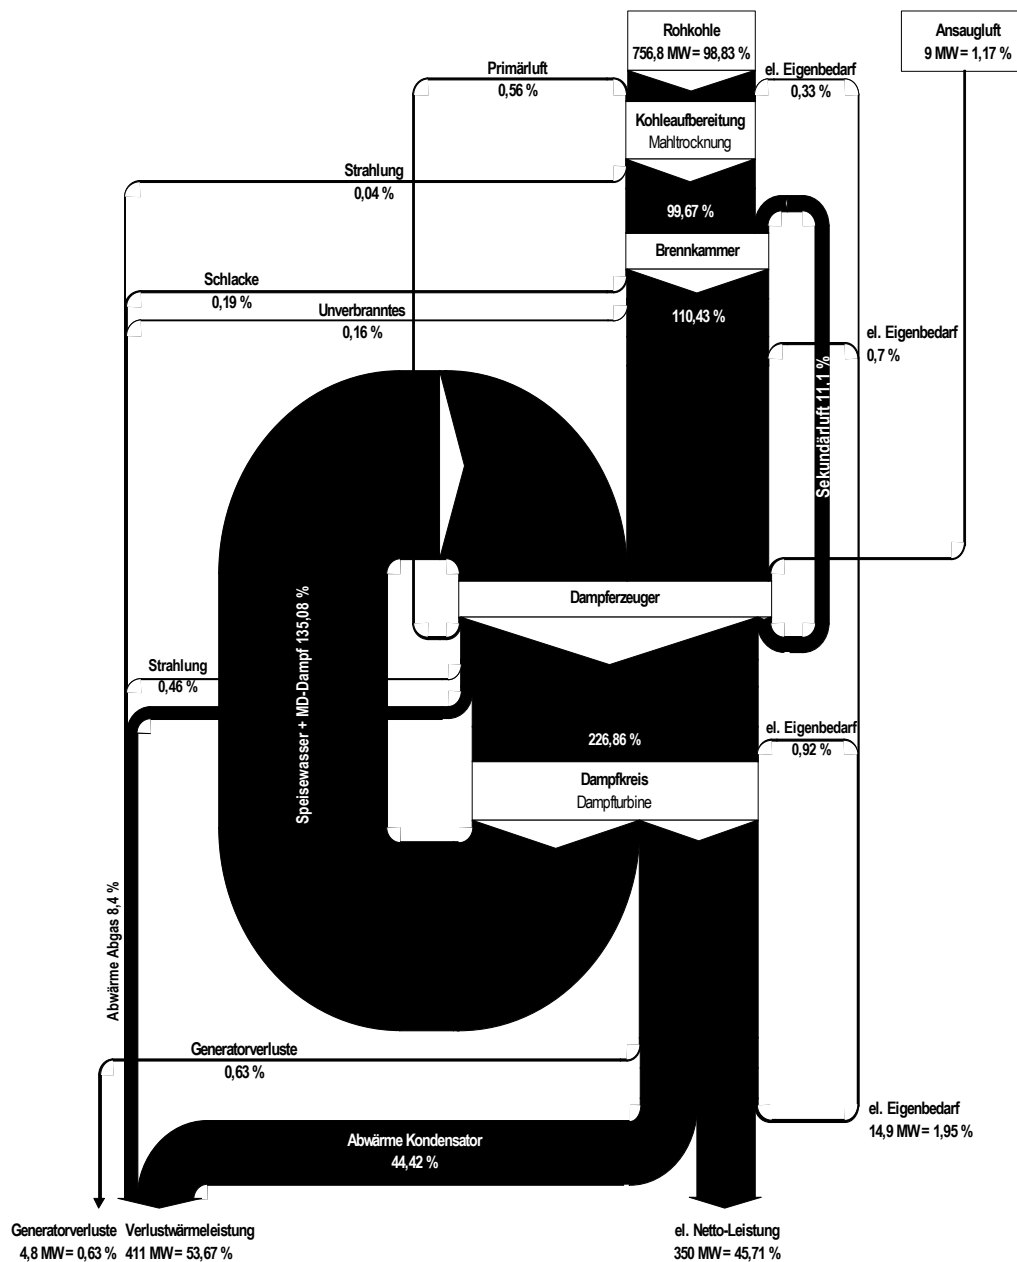 Rohkohle
756,8 MW = 98,83 %
Ansaugluft
9 MW = 1,17 %
Primärluft
0,56 %
el. Eigenbedarf
0,33 %
Kohleaufbereitung
Mahltrocknung
Strahlung
0,04 %
99,67 %
Brennkammer
Schlacke
0,19 %
Unverbranntes
0,16 %
110,43 %
el. Eigenbedarf
0,7 %
Sekundärluft 11,1 %
Dampferzeuger
Speisewasser + MD-Dampf 135,08 %
Strahlung
0,46 %
226,86 %
el. Eigenbedarf
0,92 %
Dampfkreis
Dampfturbine
Abwärme Abgas 8,4 %
Generatorverluste
0,63 %
el. Eigenbedarf
14,9 MW = 1,95 %
Abwärme Kondensator
44,42 %
Generatorverluste
4,8 MW = 0,63 %
Verlustwärmeleistung
411 MW = 53,67 %
el. Netto-Leistung
350 MW = 45,71 %